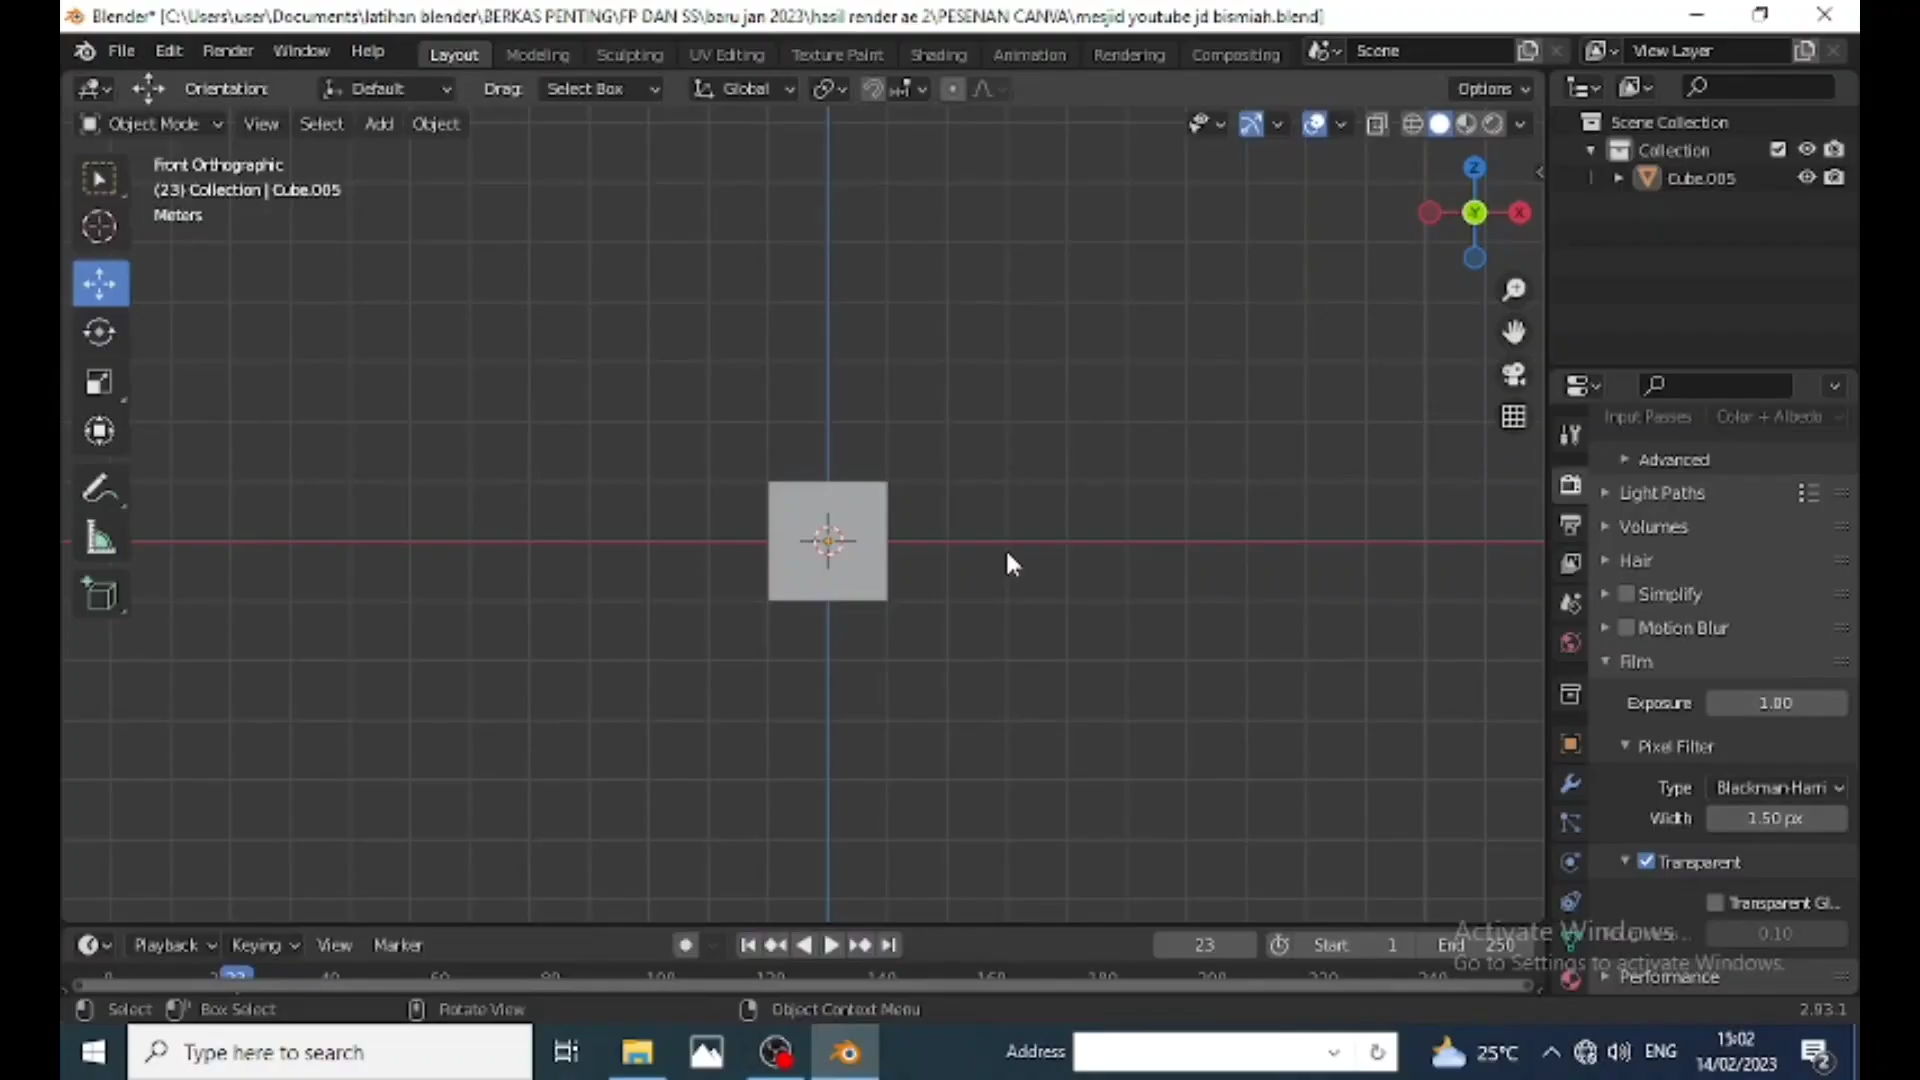 Blender* [C:\Users\user\Documents\latihan blender\BERKAS PENTING\FP DAN SS\baru jan 2023\hasil render ae 2\PESENAN CANVA\mesjid youtube jd bismiah.blend]
File Edit Render Window Help Layout Modeling Sculpting UV Editing Texture Paint Shading Animation Rendering Compositing Scene View Layer
Orientation: Default Drag: Select Box Global Options
Object Mode View Select Add Object
Scene Collection
Collection
Cube.005
Front Orthographic
(23) Collection | Cube.005
Meters
Z
Y
X
Input Passes Color + Albedo
Advanced
Light Paths
Volumes
Hair
Simplify
Motion Blur
Film
Exposure 1.00
Pixel Filter
Type Blackman-Harri
Width 1.50 px
Transparent
Transparent Gl...
0.10
Performance
Activate Windows
Go to Settings to activate Windows.
Playback Keying View Marker 23 Start 1 End 250
23 40 60 80 100 120 140 160 180 200 220 240
Select Box Select Rotate View Object Context Menu 2.93.1
Type here to search Address 25°C ENG 15:02
14/02/2023
2